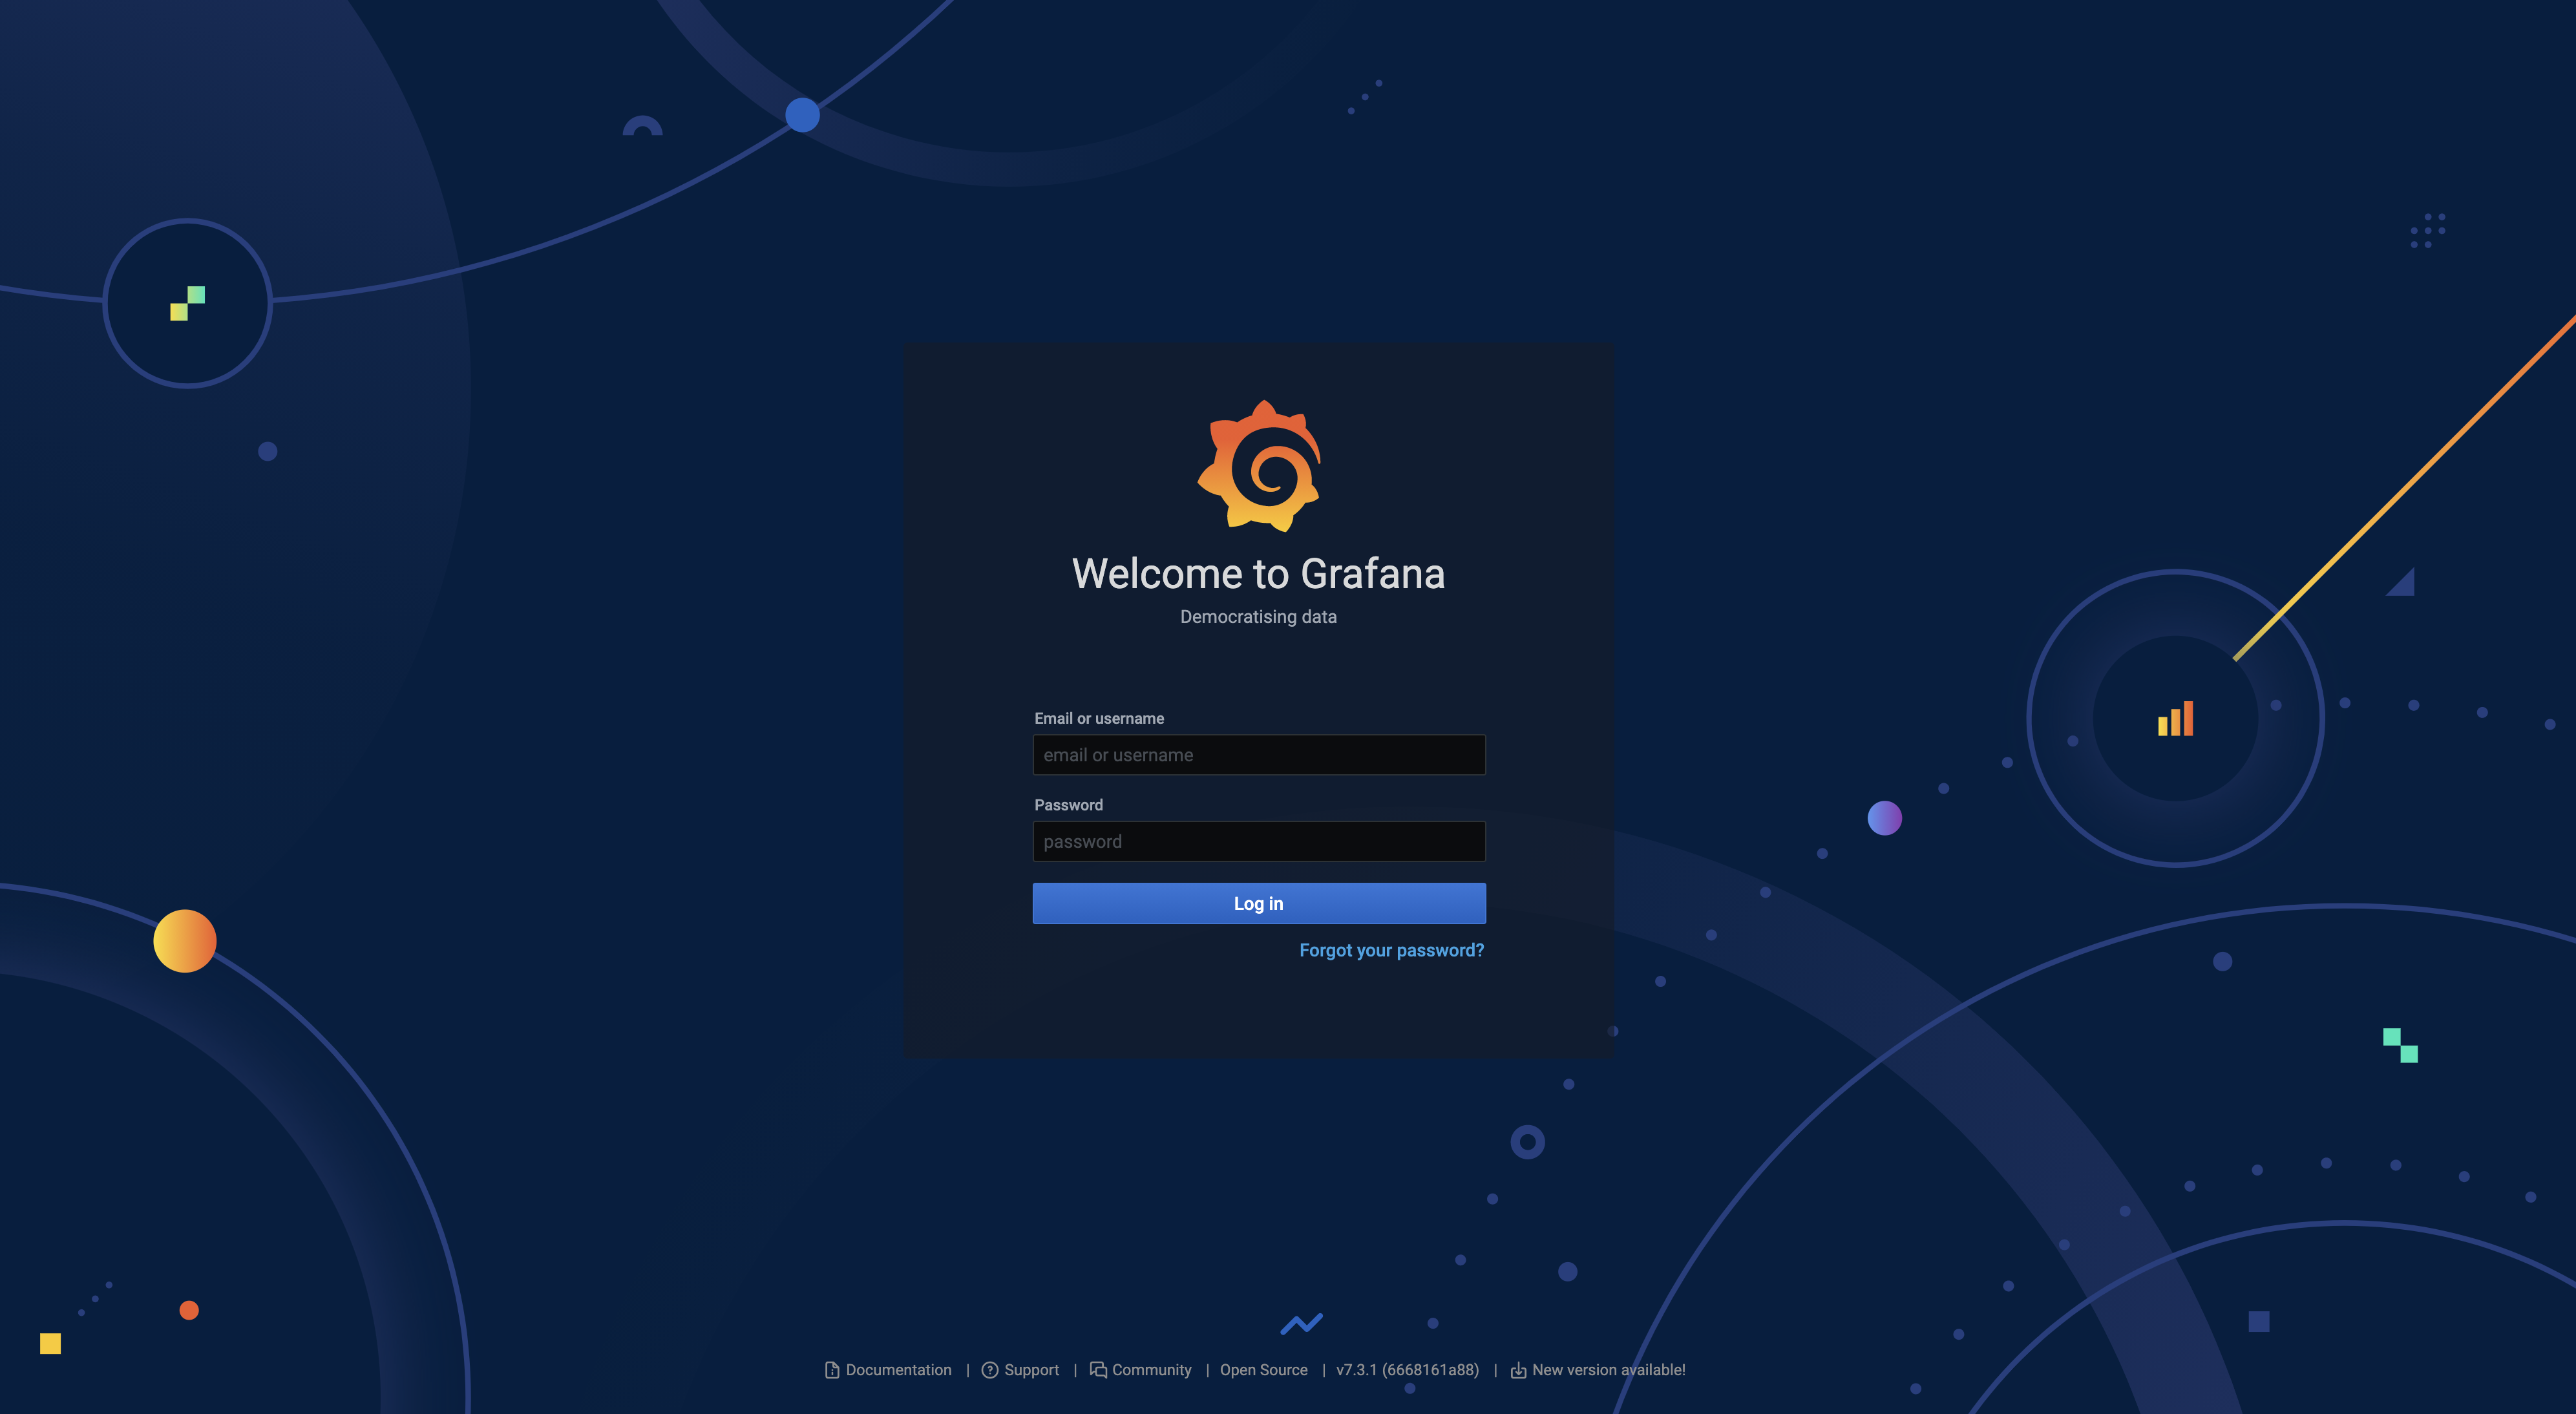 Welcome to Grafana
Democratising data
Email or username
email or username
Password
password
Log in
Forgot your password?
Documentation | Support | Community | Open Source | v7.3.1 (6668161a88) | New version available!